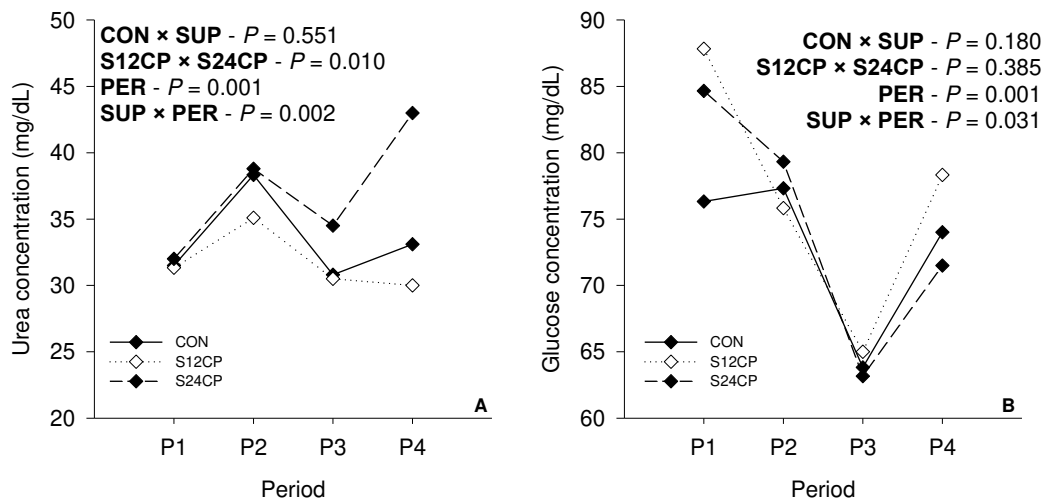 50
45
40
35
30
25
20
Urea concentration (mg/dL)
CON × SUP - P = 0.551
S12CP × S24CP - P = 0.010
PER - P = 0.001
SUP × PER - P = 0.002
CON
S12CP
S24CP
A
P1 P2 P3 P4
Period
90
85
80
75
70
65
60
Glucose concentration (mg/dL)
CON × SUP - P = 0.180
S12CP × S24CP - P = 0.385
PER - P = 0.001
SUP × PER - P = 0.031
CON
S12CP
S24CP
B
P1 P2 P3 P4
Period